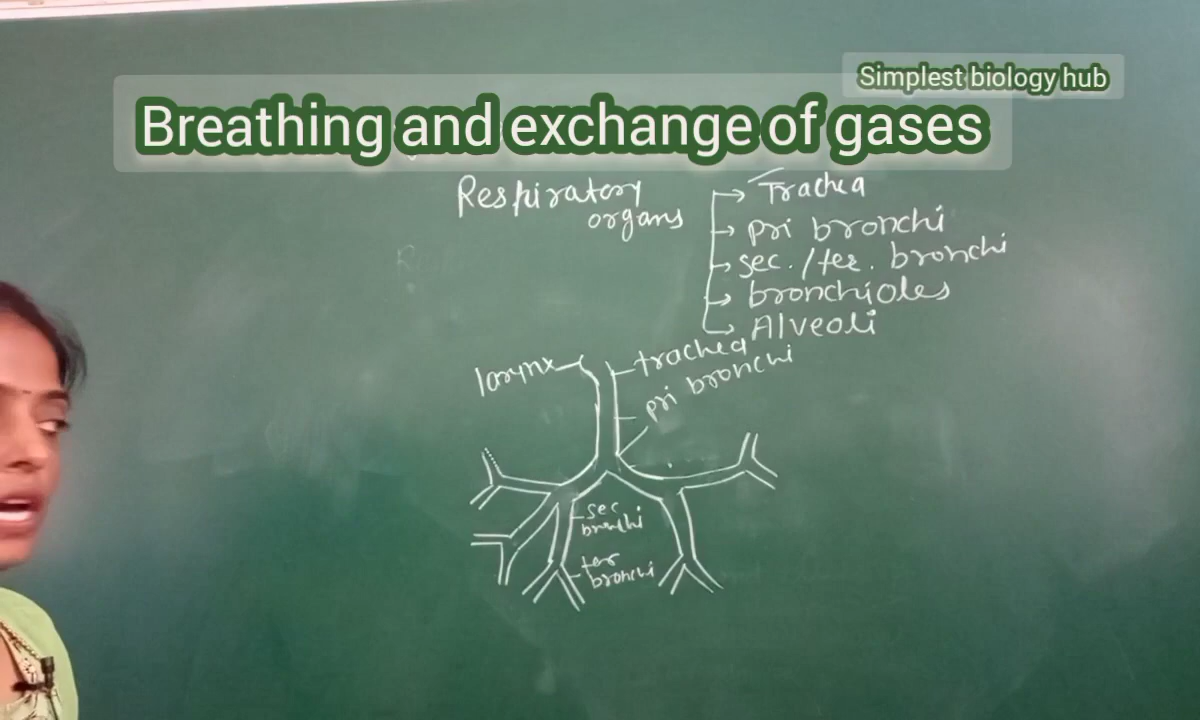 Simplest biology hub
Breathing and exchange of gases
Respiratory
organs
Trachea
pri bronchi
sec./ter. bronchi
bronchioles
Alveoli
larynx
trachea
pri bronchi
sec
bronchi
ter
bronchi